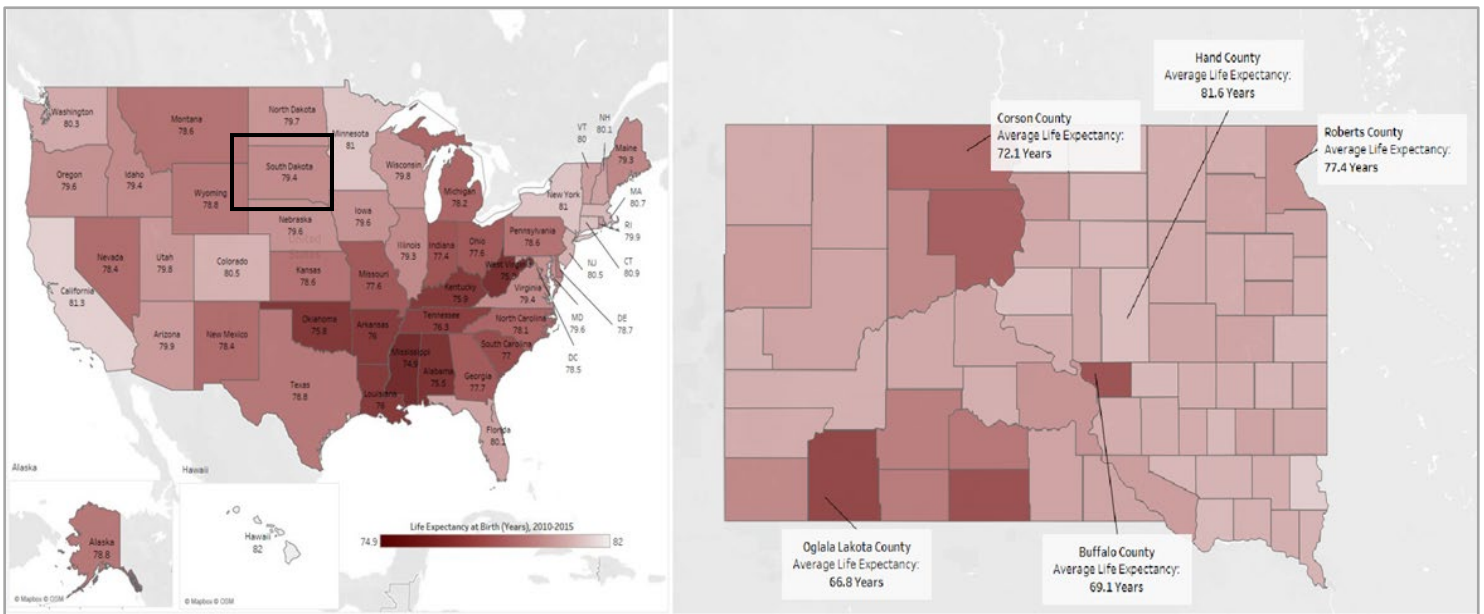 Washington
80.3
Montana
78.6
North Dakota
79.7
Minnesota
81
VT
80
NH
80.1
Maine
79.3
Oregon
79.6
Idaho
79.4
Wyoming
78.8
South Dakota
79.4
Wisconsin
79.8
Michigan
78.2
New York
81
MA
80.7
RI
79.9
CT
80.9
NJ
80.5
Nebraska
79.6
Iowa
79.6
Illinois
79.3
Indiana
77.4
Ohio
77.6
Pennsylvania
78.6
Nevada
78.4
Utah
79.8
Colorado
80.5
Kansas
78.6
Missouri
77.6
West Virginia
Kentucky
75.9
Virginia
79.4
DE
78.7
MD
79.6
DC
78.5
California
81.3
Arizona
79.9
New Mexico
78.4
Oklahoma
75.8
Arkansas
76
Tennessee
76.3
North Carolina
78.1
South Carolina
77
Mississippi
74.9
Alabama
75.5
Georgia
77.7
Texas
78.8
Louisiana
76
Florida
80.1
Alaska
Hawaii
Alaska
78.8
Hawaii
82
© Mapbox © OSM
© Mapbox © OSM
Life Expectancy at Birth (Years), 2010-2015
74.9
82
Hand County
Average Life Expectancy:
81.6 Years
Corson County
Average Life Expectancy:
72.1 Years
Roberts County
Average Life Expectancy:
77.4 Years
Oglala Lakota County
Average Life Expectancy:
66.8 Years
Buffalo County
Average Life Expectancy:
69.1 Years